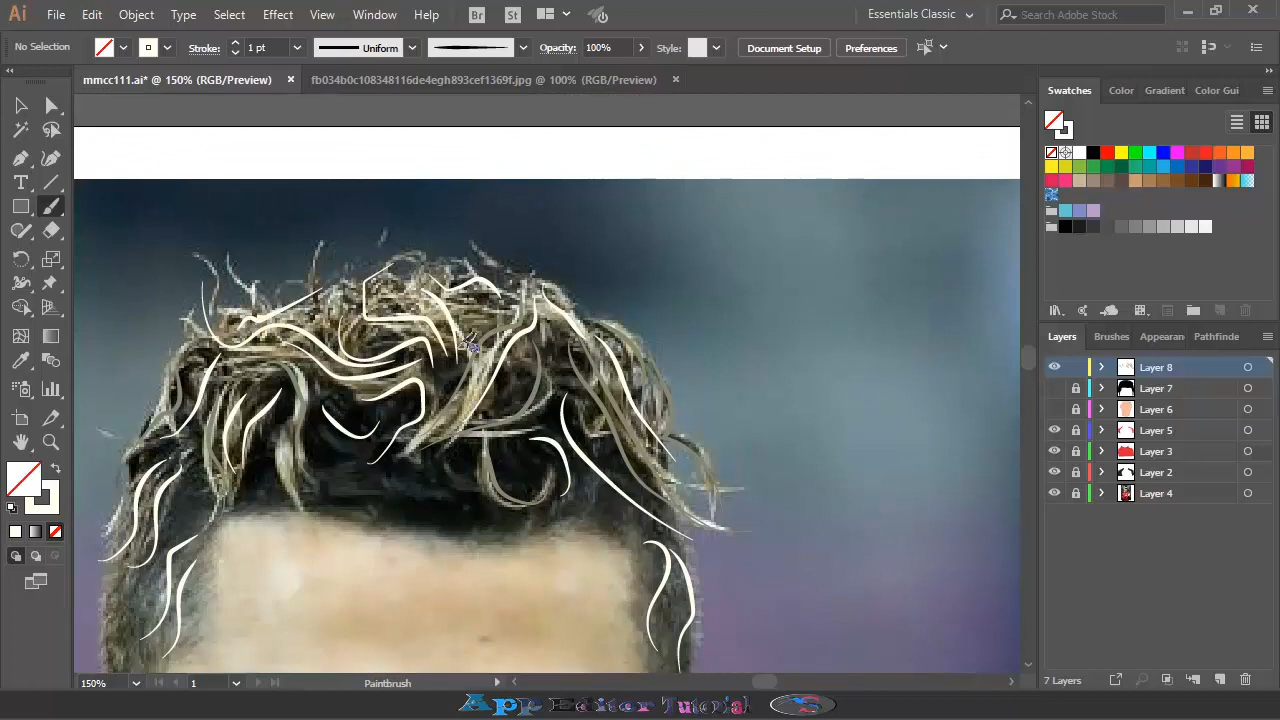 Ai File Edit Object Type Select Effect View Window Help Br St Essentials Classic Search Adobe Stock
No Selection Stroke: 1 pt Uniform Opacity: 100% Style: Document Setup Preferences
mmcc111.ai* @ 150% (RGB/Preview) × fb034b0c108348116de4egh893cef1369f.jpg @ 100% (RGB/Preview) ×
Swatches Color Gradient Color Gui
Layers Brushes Appearan Pathfinde
Layer 8
Layer 7
Layer 6
Layer 5
Layer 3
Layer 2
Layer 4
7 Layers
150% 1 Paintbrush
App Editor Tutorial